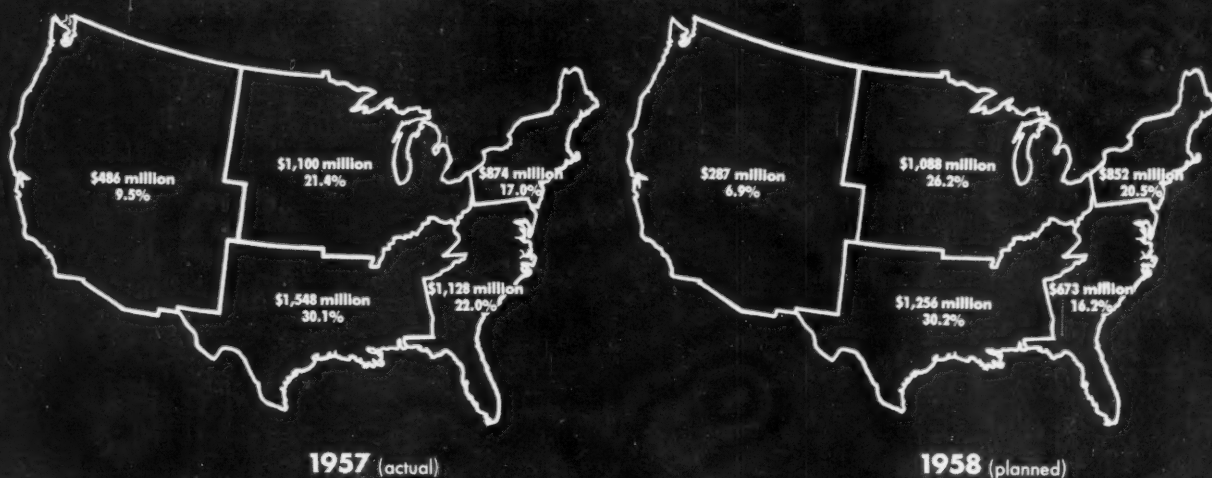 $486 million
9.5%
$1,100 million
21.4%
$874 million
17.0%
$1,548 million
30.1%
$1,128 million
22.0%
1957 (actual)
$287 million
6.9%
$1,088 million
26.2%
$852 million
20.5%
$1,256 million
30.2%
$673 million
16.2%
1958 (planned)